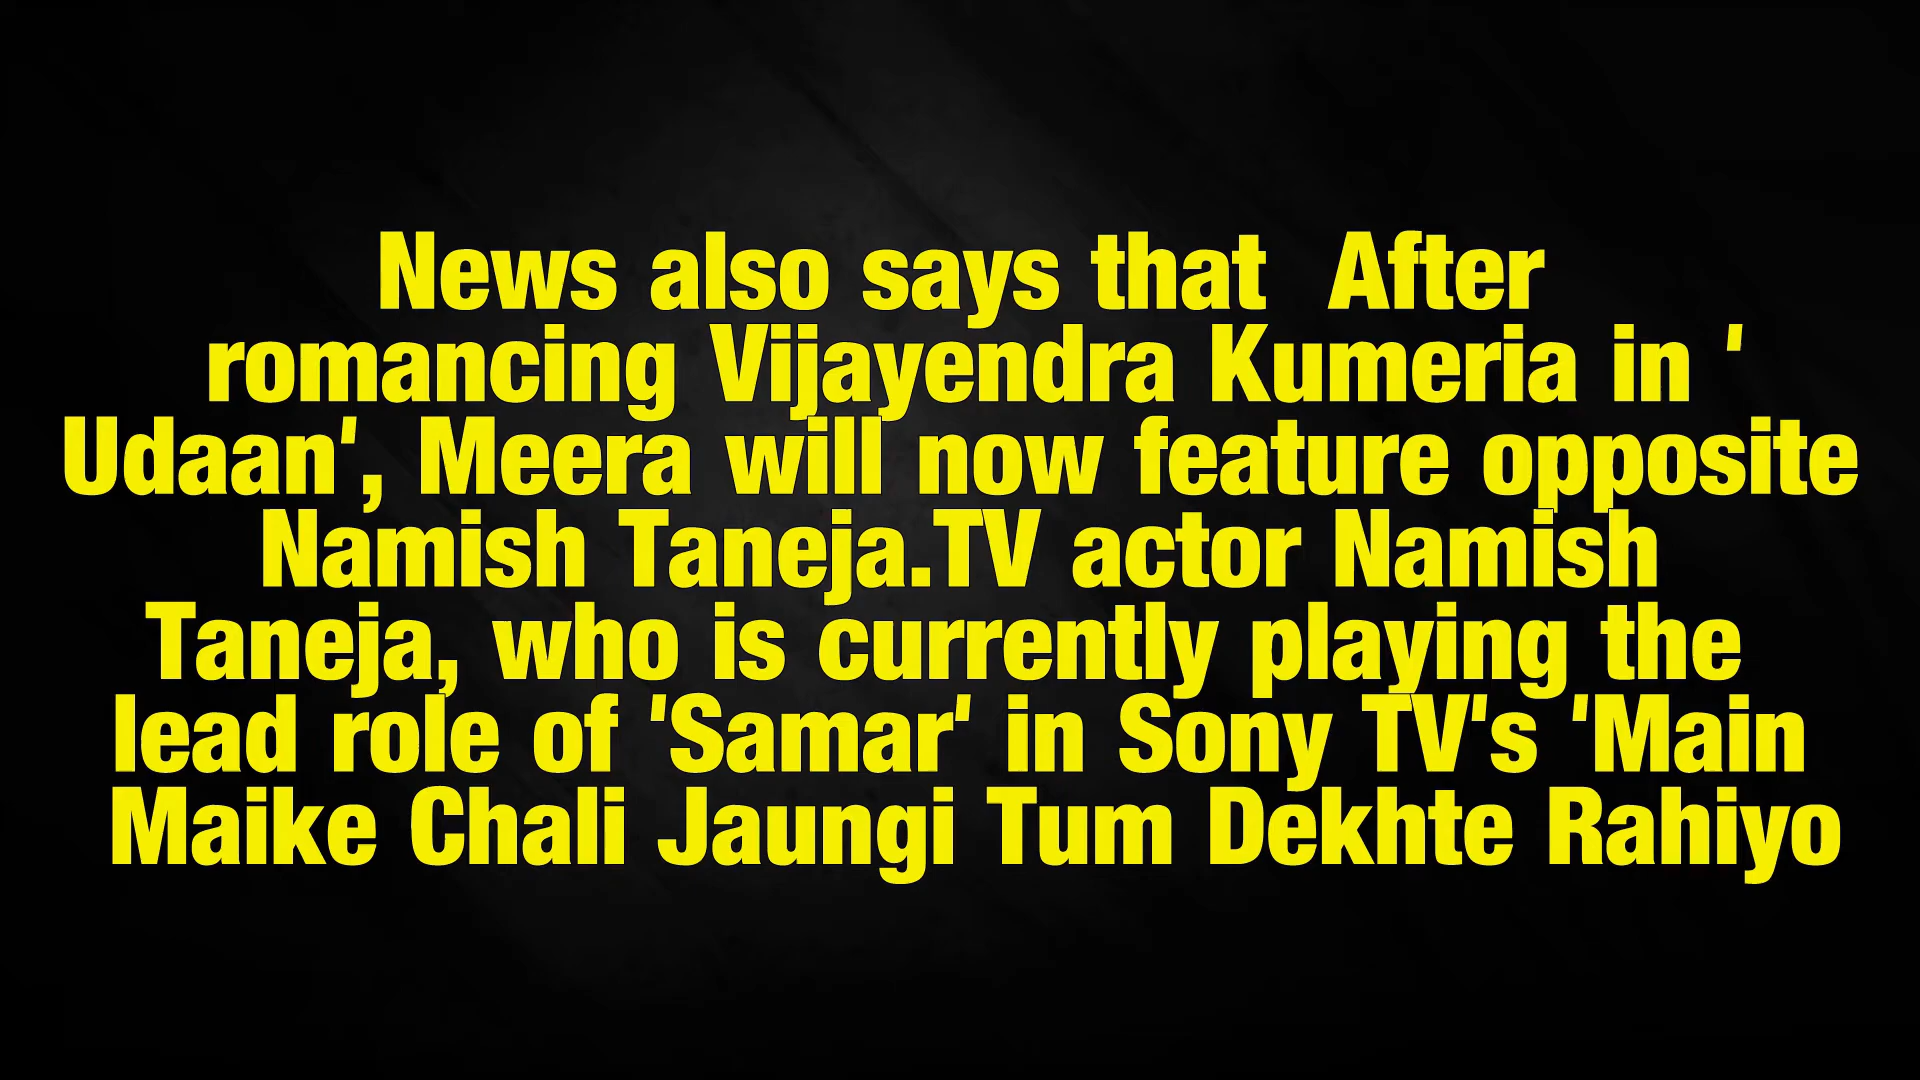 News also says that  After
romancing Vijayendra Kumeria in '
Udaan', Meera will now feature opposite
Namish Taneja.TV actor Namish
Taneja, who is currently playing the
lead role of 'Samar' in Sony TV's 'Main
Maike Chali Jaungi Tum Dekhte Rahiyo